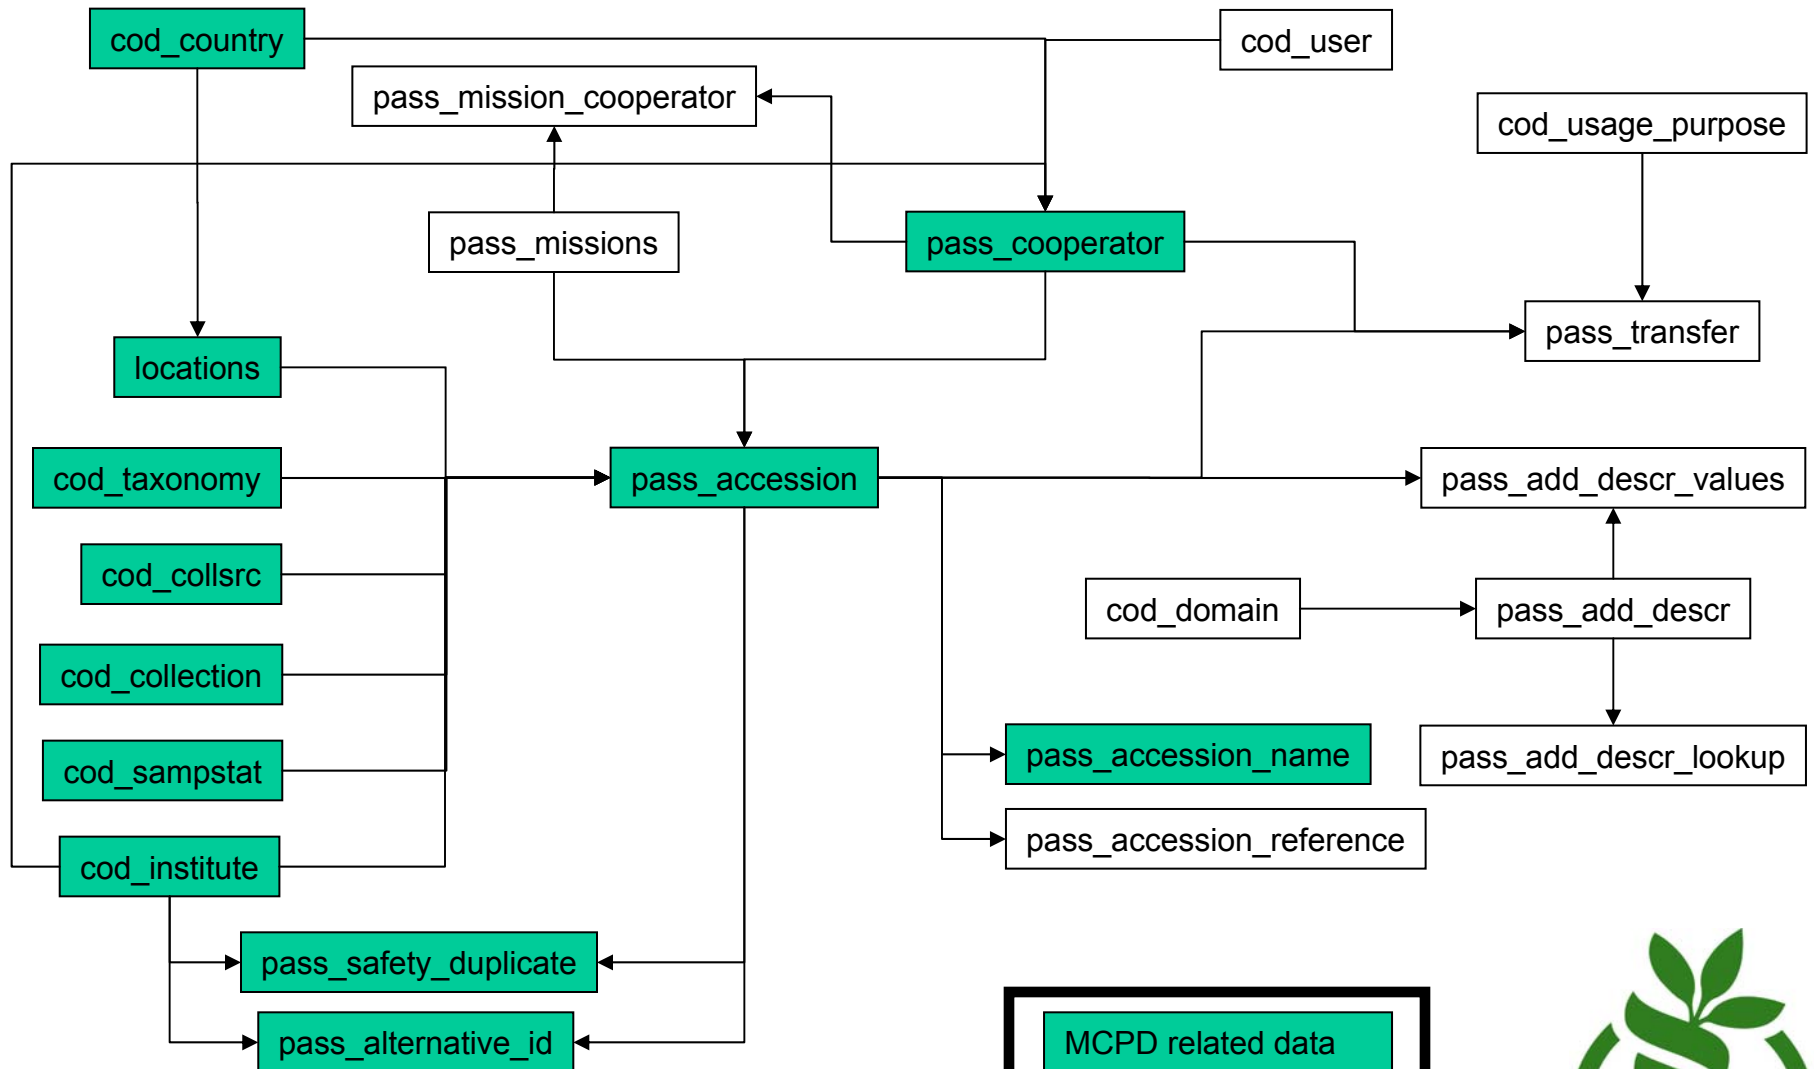 cod_country
cod_user
pass_mission_cooperator
cod_usage_purpose
pass_missions
pass_cooperator
pass_transfer
locations
cod_taxonomy
pass_accession
pass_add_descr_values
cod_collsrc
cod_domain
pass_add_descr
cod_collection
cod_sampstat
pass_accession_name
pass_add_descr_lookup
pass_accession_reference
cod_institute
pass_safety_duplicate
pass_alternative_id
MCPD related data